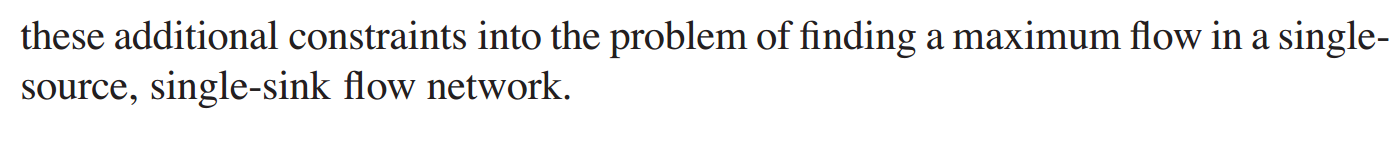 these additional constraints into the problem of finding a maximum flow in a single-
source, single-sink flow network.